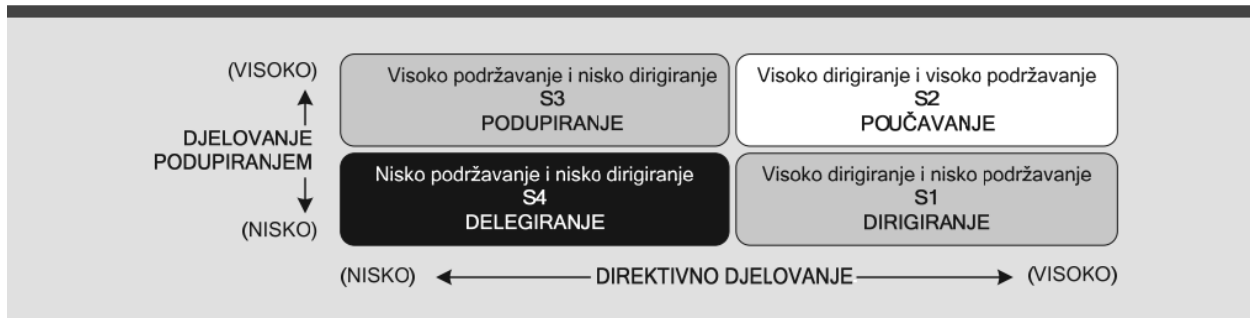 (VISOKO)
DJELOVANJE
PODUPIRANJEM
(NISKO)
Visoko podržavanje i nisko dirigiranje
S3
PODUPIRANJE
Visoko dirigiranje i visoko podržavanje
S2
POUČAVANJE
Nisko podržavanje i nisko dirigiranje
S4
DELEGIRANJE
Visoko dirigiranje i nisko podržavanje
S1
DIRIGIRANJE
(NISKO) DIREKTIVNO DJELOVANJE (VISOKO)